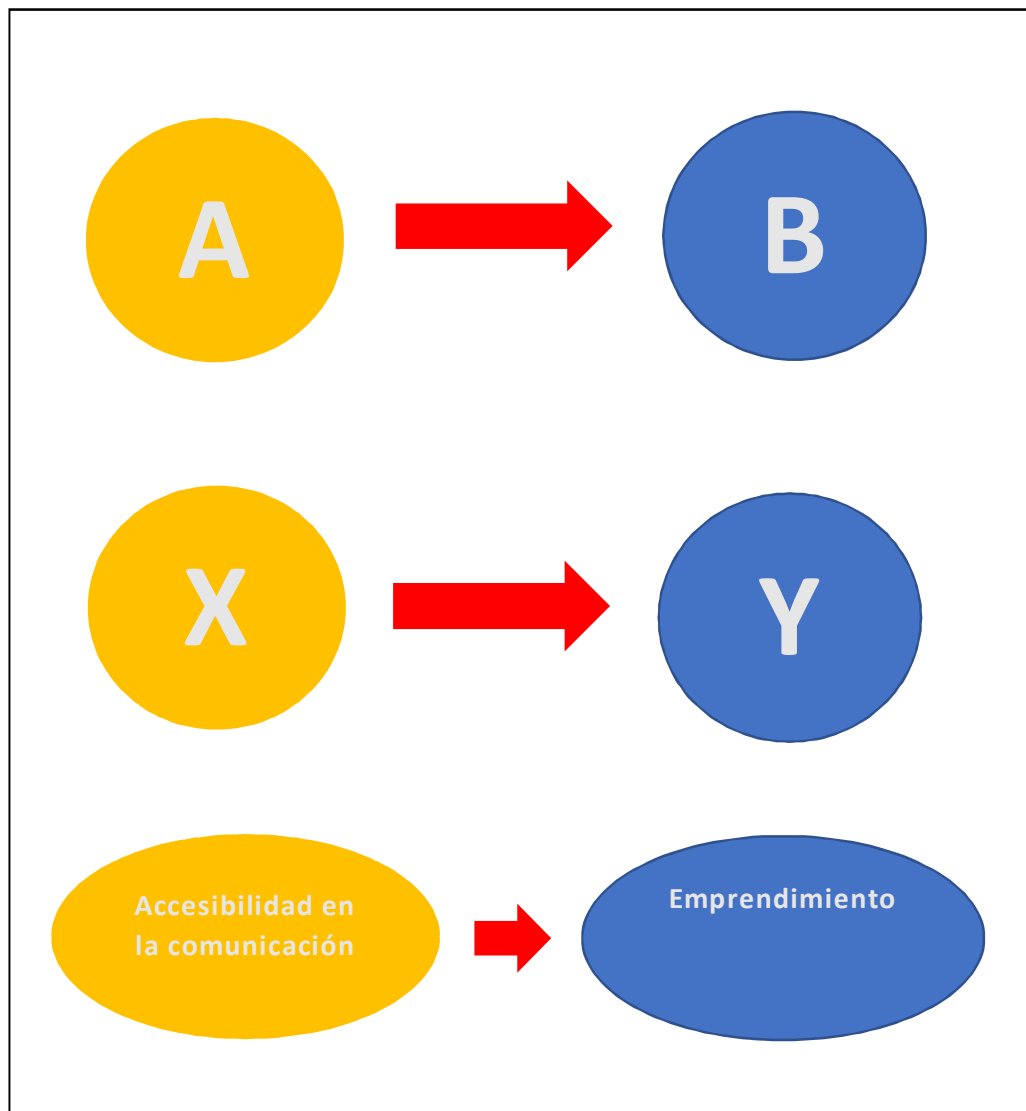 A
B
X
Y
Accesibilidad en
la comunicación
Emprendimiento